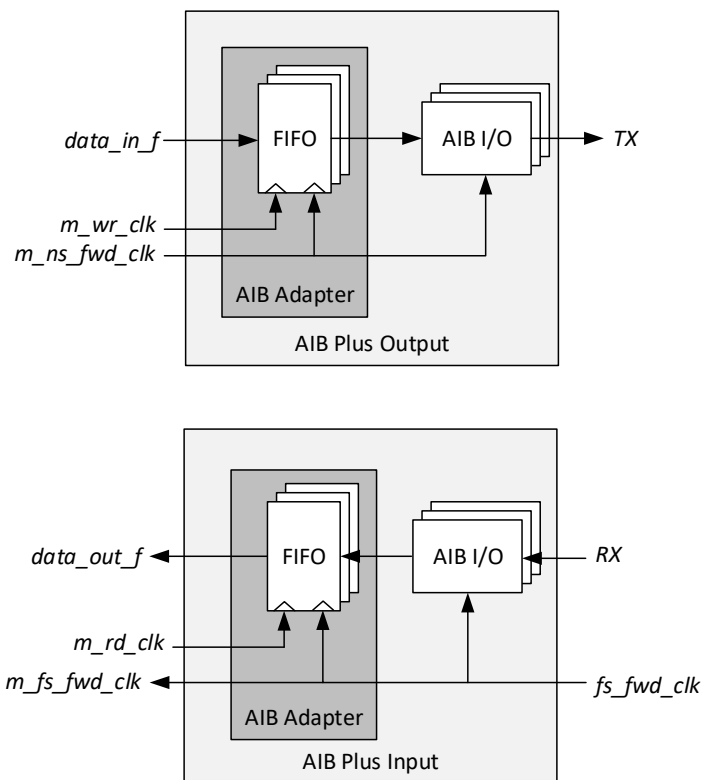 data_in_f
FIFO
AIB I/O
TX
m_wr_clk
m_ns_fwd_clk
AIB Adapter
AIB Plus Output
data_out_f
FIFO
AIB I/O
RX
m_rd_clk
m_fs_fwd_clk
fs_fwd_clk
AIB Adapter
AIB Plus Input